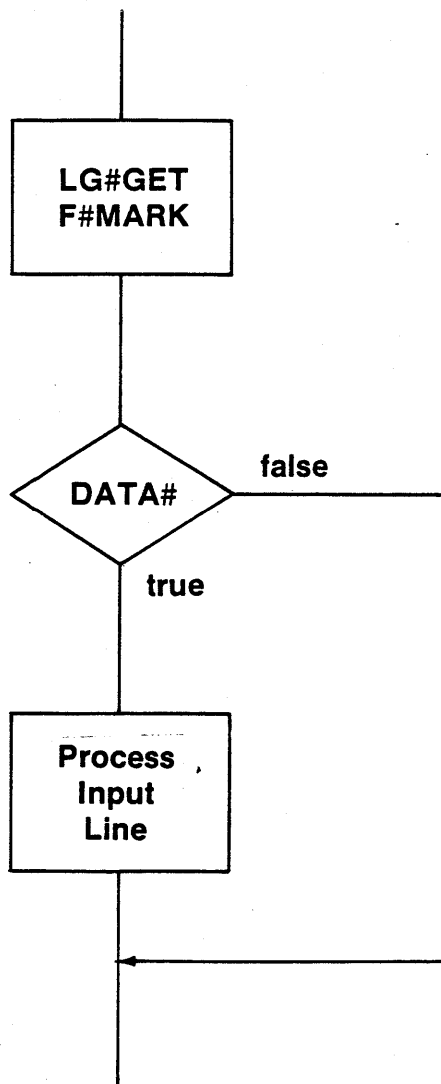 LG#GET
F#MARK
DATA#
false
true
Process
Input
Line